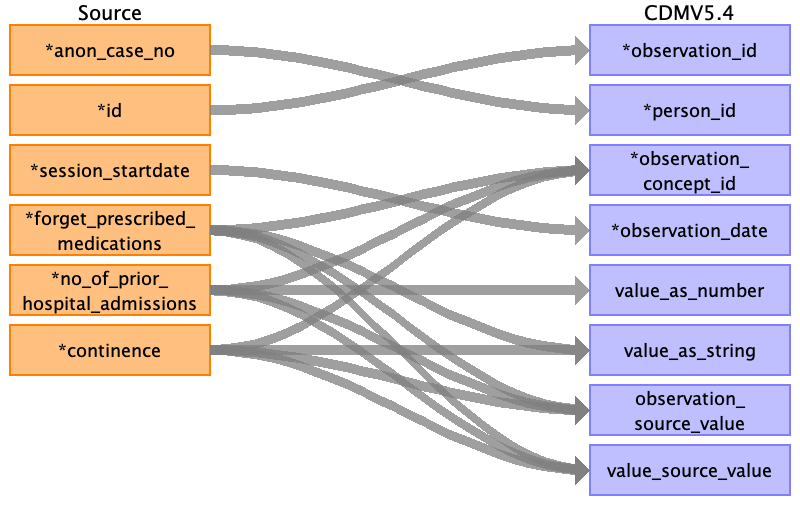 Source
CDMV5.4
*anon_case_no
*observation_id
*id
*person_id
*session_startdate
*observation_
concept_id
*forget_prescribed_
medications
*observation_date
*no_of_prior_
hospital_admissions
value_as_number
*continence
value_as_string
observation_
source_value
value_source_value